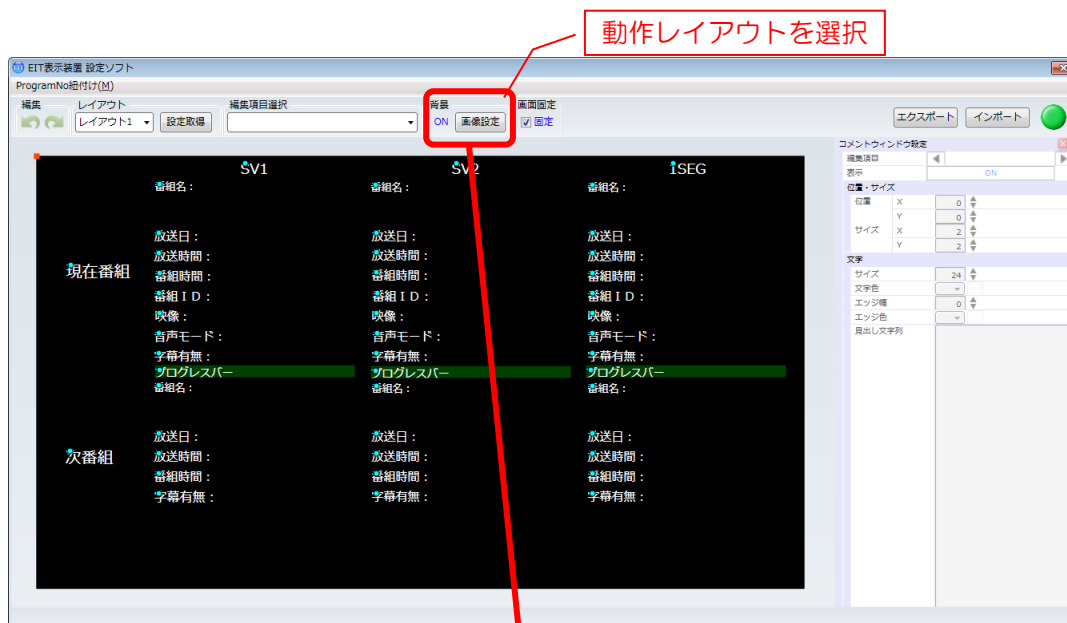 動作レイアウトを選択
EIT表示装置 設定ソフト
ProgramNo紐付け(M)
編集 レイアウト 編集項目選択 背景 画面固定
レイアウト1 設定取得 ON 画像設定 固定 エクスポート インポート
コメントウィンドウ設定
編集項目
表示 ON
位置・サイズ
位置 X 0
Y 0
サイズ X 2
Y 2
文字
サイズ 24
文字色
エッジ幅 0
エッジ色
見出し文字列
SV1 SV2 1SEG
番組名： 番組名： 番組名：
放送日： 放送日： 放送日：
放送時間： 放送時間： 放送時間：
現在番組 番組時間： 番組時間： 番組時間：
番組ＩＤ： 番組ＩＤ： 番組ＩＤ：
映像： 映像： 映像：
音声モード： 音声モード： 音声モード：
字幕有無： 字幕有無： 字幕有無：
プログレスバー プログレスバー プログレスバー
番組名： 番組名： 番組名：
放送日： 放送日： 放送日：
次番組 放送時間： 放送時間： 放送時間：
番組時間： 番組時間： 番組時間：
字幕有無： 字幕有無： 字幕有無：